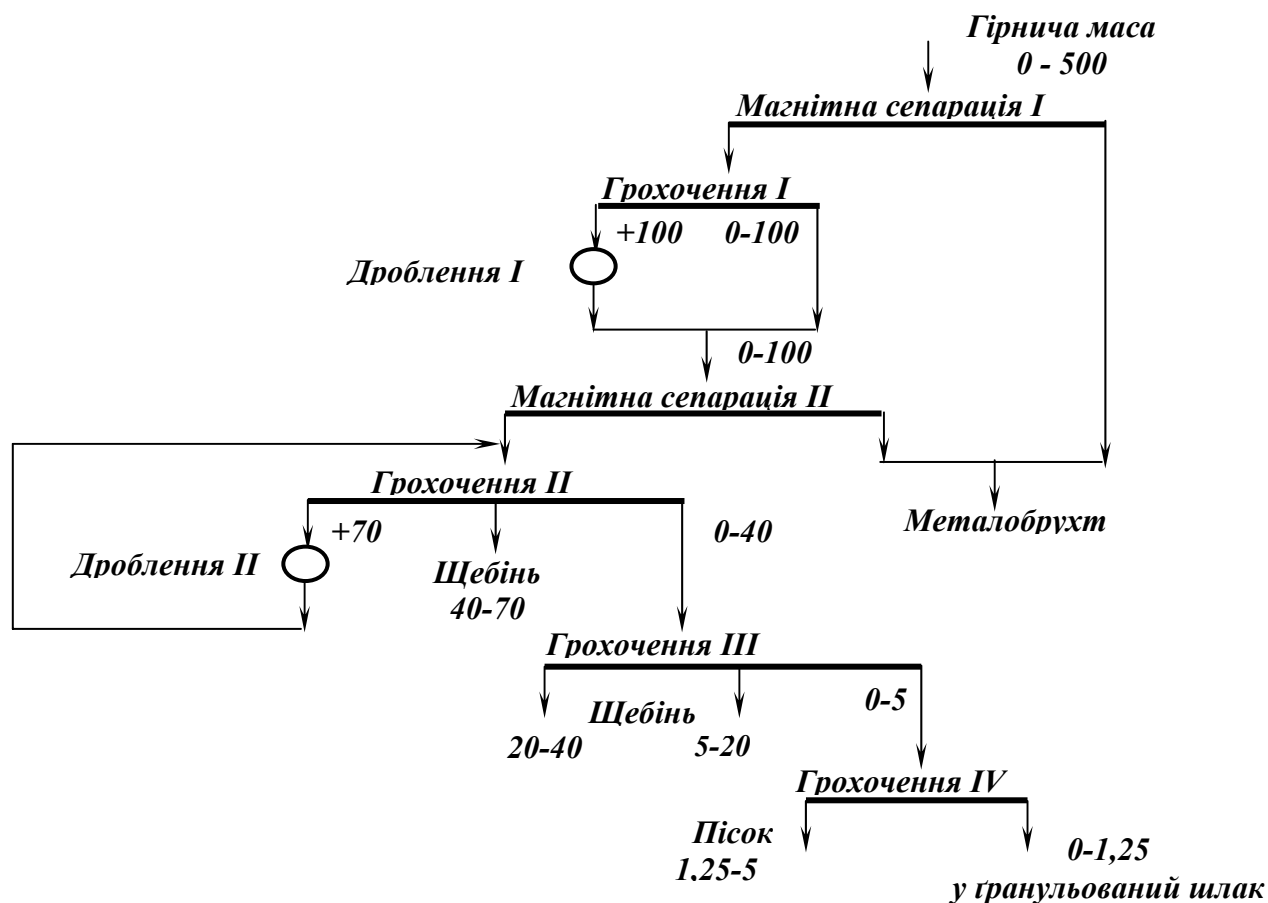 Гірнича маса
0 - 500
Магнітна сепарація I
Грохочення I
+100 0-100
Дроблення I
0-100
Магнітна сепарація II
Грохочення II
+70
0-40
Металобрухт
Дроблення II
Щебінь
40-70
Грохочення III
0-5
Щебінь
20-40
5-20
Грохочення IV
Пісок
1,25-5
0-1,25
у ґранульований шлак